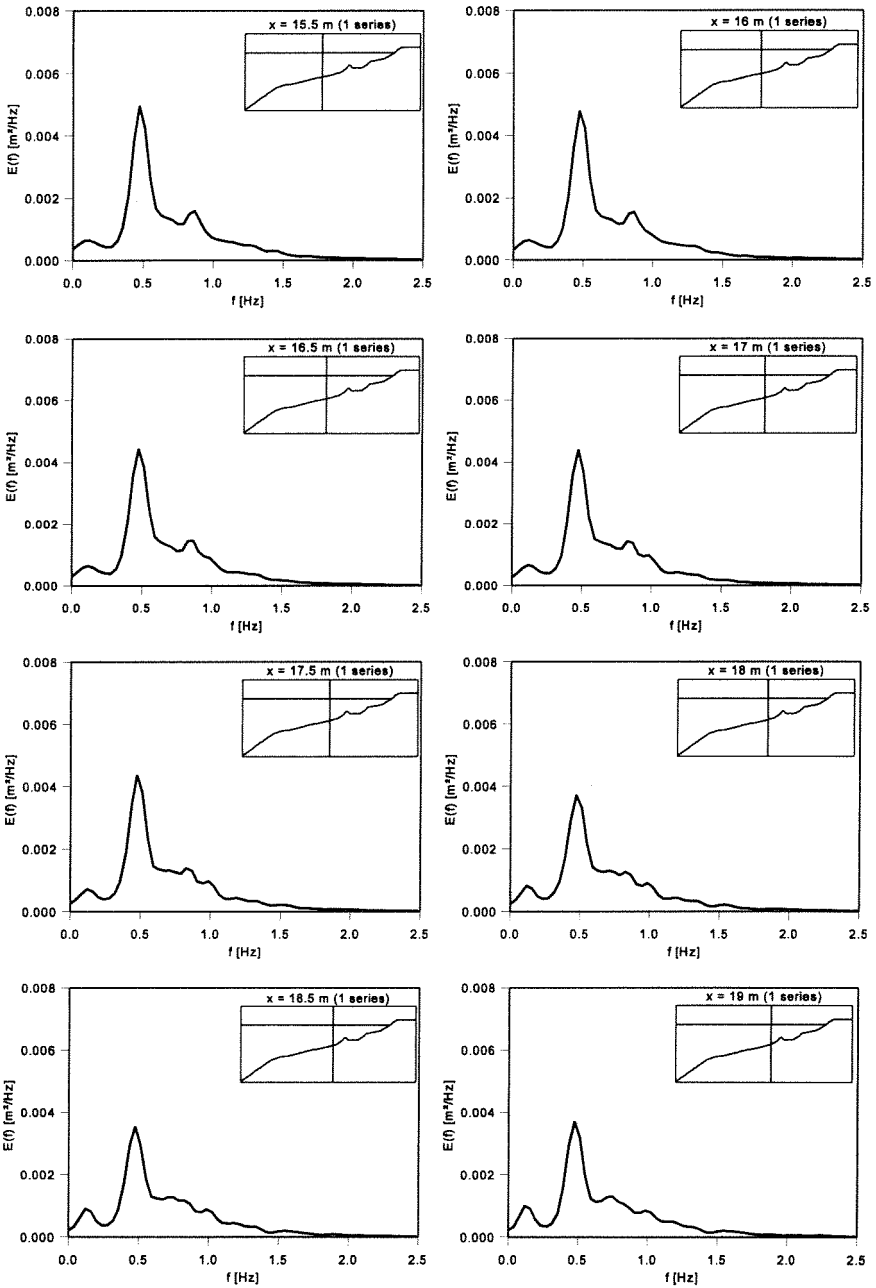 x = 15.5 m (1 series)
0.008
0.006
0.004
0.002
0.000
E(f) [m²/Hz]
0.0 0.5 1.0 1.5 2.0 2.5
f [Hz]
x = 16 m (1 series)
0.008
0.006
0.004
0.002
0.000
E(f) [m²/Hz]
0.0 0.5 1.0 1.5 2.0 2.5
f [Hz]
x = 16.5 m (1 series)
0.008
0.006
0.004
0.002
0.000
E(f) [m²/Hz]
0.0 0.5 1.0 1.5 2.0 2.5
f [Hz]
x = 17 m (1 series)
0.008
0.006
0.004
0.002
0.000
E(f) [m²/Hz]
0.0 0.5 1.0 1.5 2.0 2.5
f [Hz]
x = 17.5 m (1 series)
0.008
0.006
0.004
0.002
0.000
E(f) [m²/Hz]
0.0 0.5 1.0 1.5 2.0 2.5
f [Hz]
x = 18 m (1 series)
0.008
0.006
0.004
0.002
0.000
E(f) [m²/Hz]
0.0 0.5 1.0 1.5 2.0 2.5
f [Hz]
x = 18.5 m (1 series)
0.008
0.006
0.004
0.002
0.000
E(f) [m²/Hz]
0.0 0.5 1.0 1.5 2.0 2.5
f [Hz]
x = 19 m (1 series)
0.008
0.006
0.004
0.002
0.000
E(f) [m²/Hz]
0.0 0.5 1.0 1.5 2.0 2.5
f [Hz]